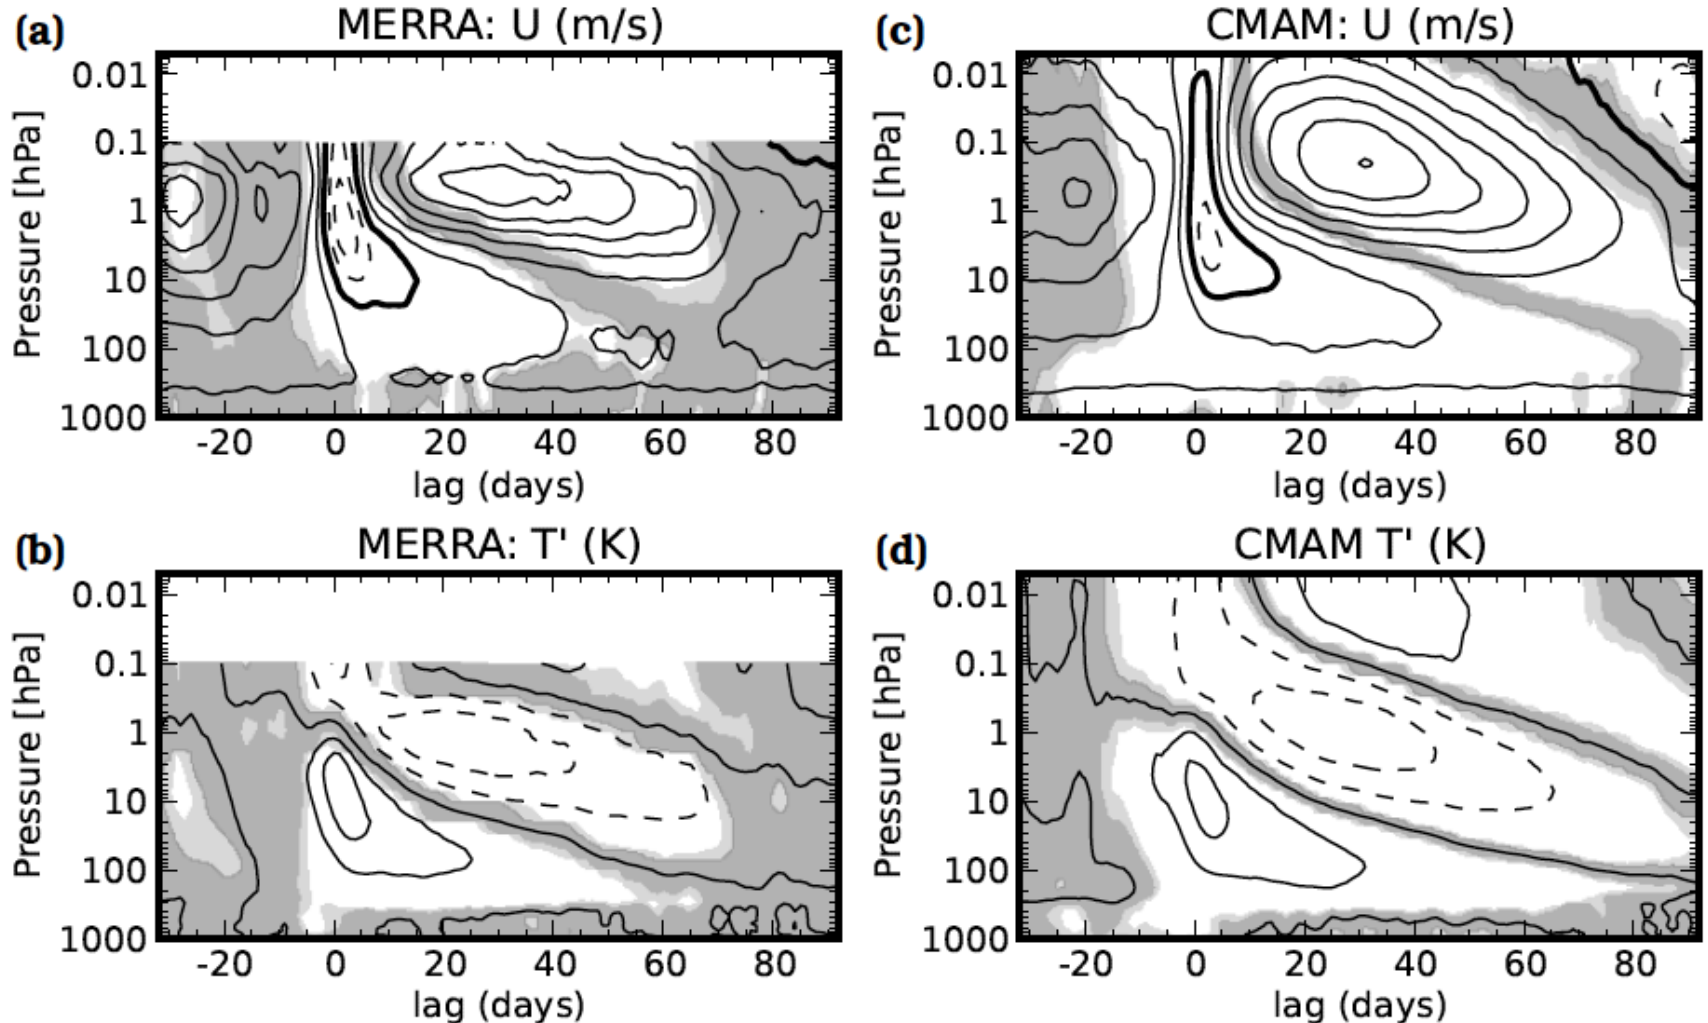 (a) MERRA: U (m/s)
0.01
0.1
1
10
100
1000
Pressure [hPa]
-20 0 20 40 60 80
lag (days)
(c) CMAM: U (m/s)
0.01
0.1
1
10
100
1000
Pressure [hPa]
-20 0 20 40 60 80
lag (days)
(b) MERRA: T' (K)
0.01
0.1
1
10
100
1000
Pressure [hPa]
-20 0 20 40 60 80
lag (days)
(d) CMAM T' (K)
0.01
0.1
1
10
100
1000
Pressure [hPa]
-20 0 20 40 60 80
lag (days)